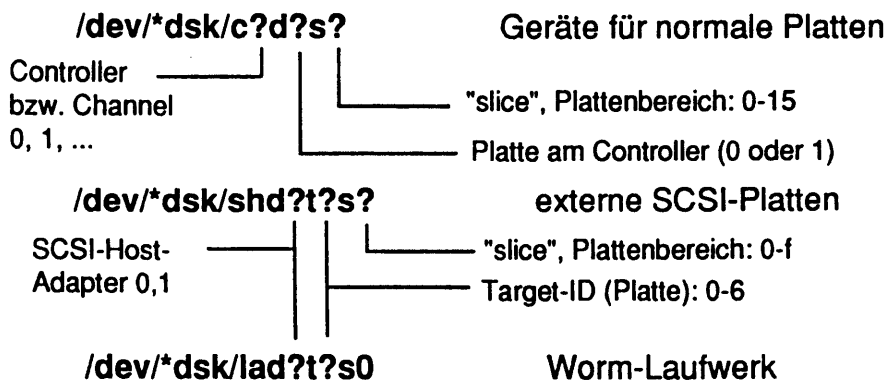 /dev/*dsk/c?d?s? Geräte für normale Platten
Controller
bzw. Channel
0, 1, ...
"slice", Plattenbereich: 0-15
Platte am Controller (0 oder 1)
/dev/*dsk/shd?t?s? externe SCSI-Platten
SCSI-Host-
Adapter 0,1
"slice", Plattenbereich: 0-f
Target-ID (Platte): 0-6
/dev/*dsk/lad?t?s0 Worm-Laufwerk